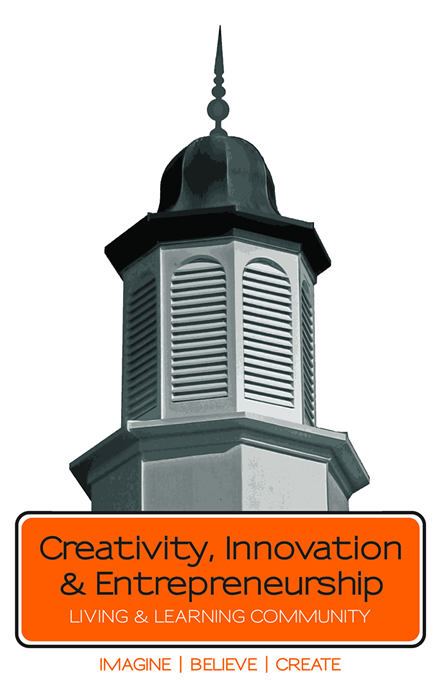 Creativity, Innovation
& Entrepreneurship
LIVING & LEARNING COMMUNITY
IMAGINE | BELIEVE | CREATE